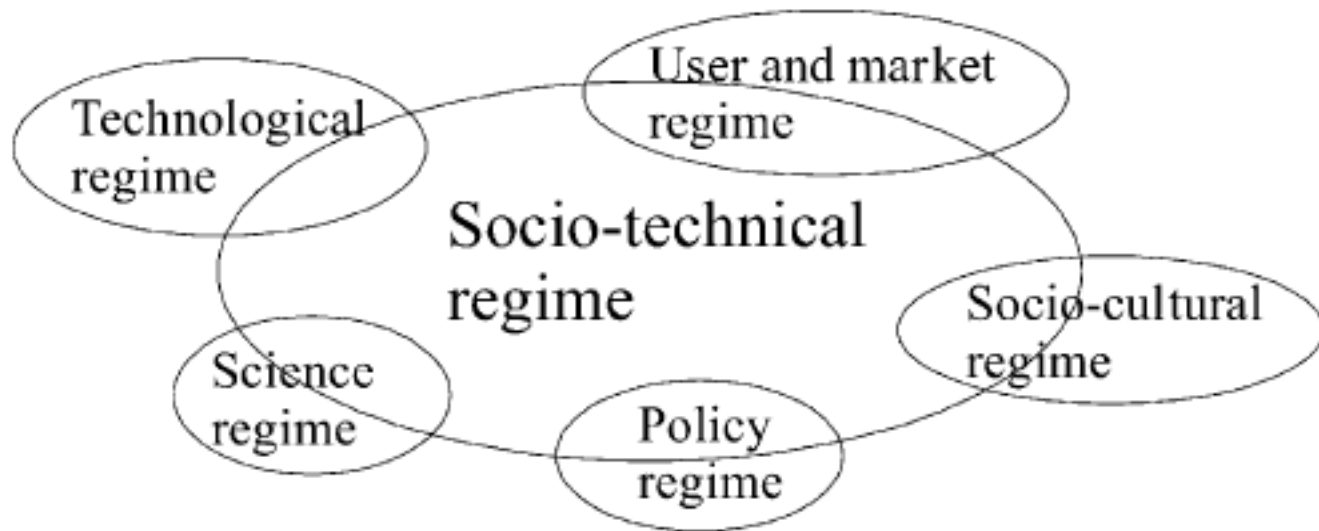 User and market
regime
Technological
regime
Socio-technical
regime
Socio-cultural
regime
Science
regime
Policy
regime